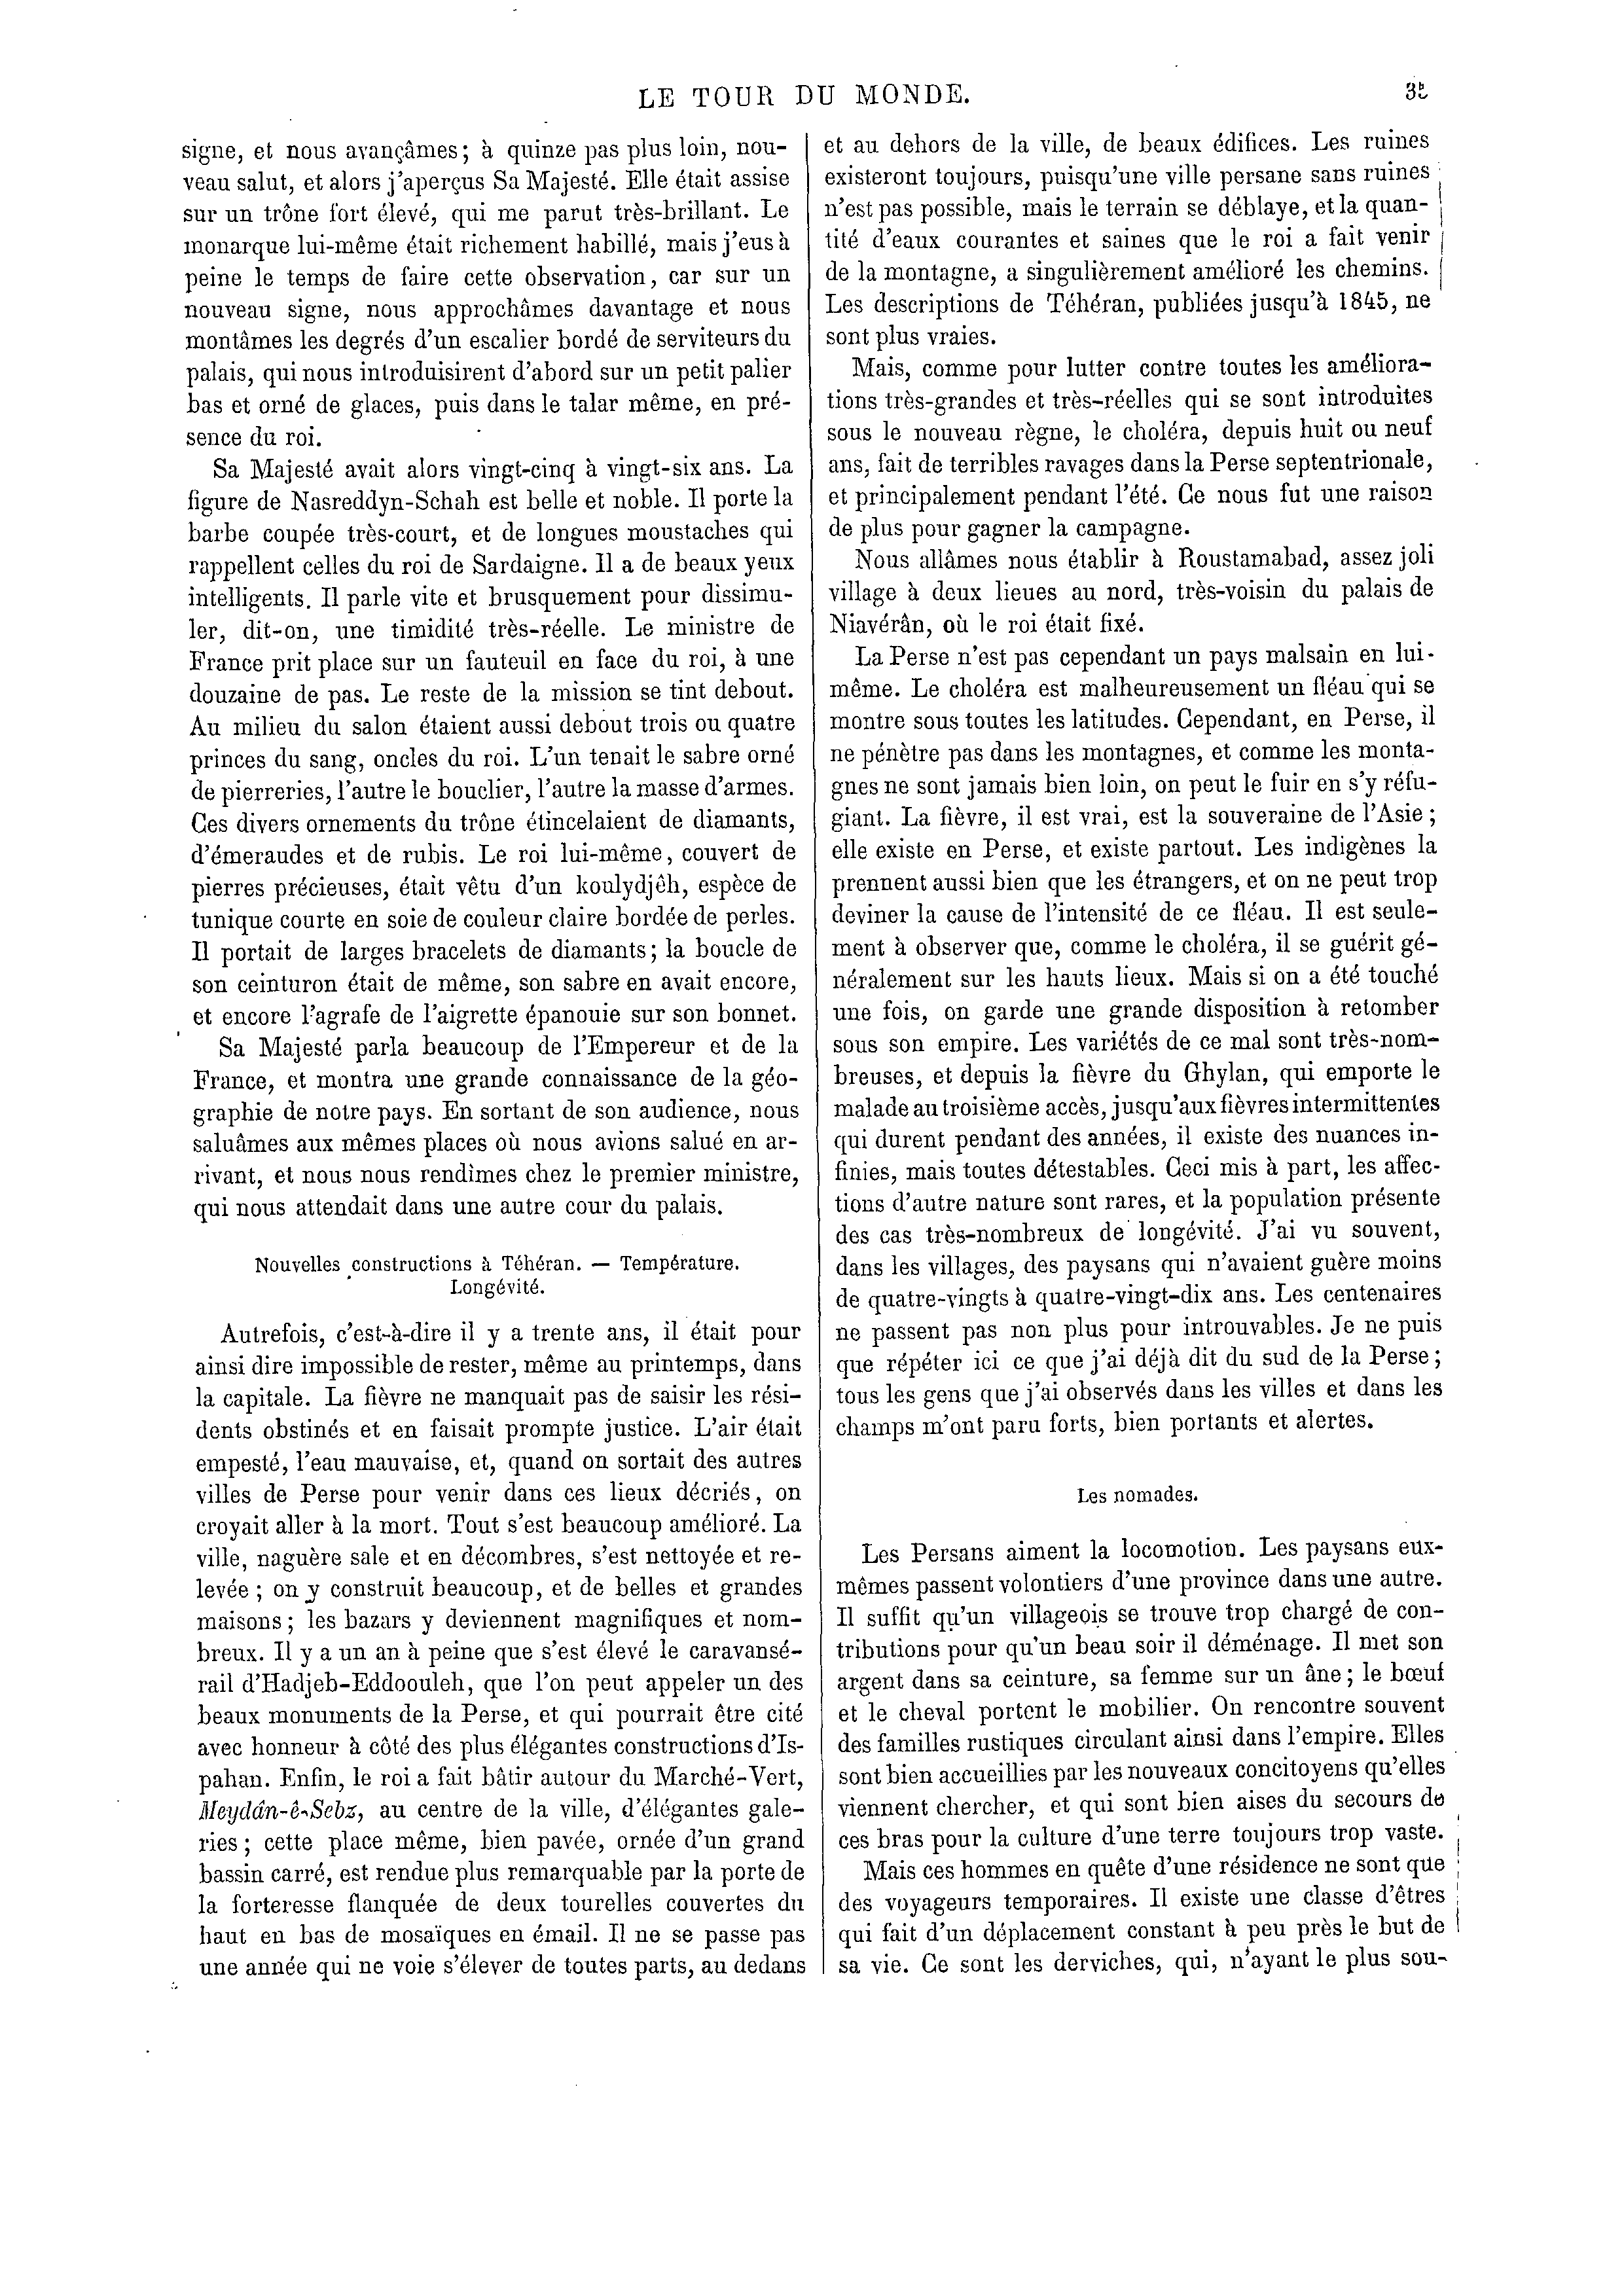 LE TOUR DU MONDE.
signe, et nous avançâmes; à quinze pas plus loin, nou-
veau salut, et alors j'aperçus Sa Majesté. Elle était assise
sur un trône fort élevé, qui me parut très-brillant. Le
monarque lui-même était richement habillé, mais j'eus à
peine le temps de faire cette observation, car sur un
nouveau signe, nous approchâmes davantage et nous
montâmes les degrés d'un escalier bordé de serviteurs du
palais, qui nous introduisirent d'abord sur un petit palier
bas et orné de glaces, puis dans le talar même, en pré-
sence du roi.
Sa Majesté avait alors vingt-cinq à vingt-six ans. La
figure de Nasreddyn-Schah est belle et noble. Il porte la
barbe coupée très-court, et de longues moustaches qui
rappellent celles du roi de Sardaigne. Il a de beaux yeux
intelligents. Il parle vite et brusquement pour dissimu-
ler, dit-on, une timidité très-réelle. Le ministre de
France prit place sur un fauteuil en face du roi, à une
douzaine de pas. Le reste de la mission se tint debout.
Au milieu du salon étaient aussi debout trois ou quatre
princes du sang, oncles du roi. L'un tenait le sabre orné
de pierreries, l'autre le bouclier, l'autre la masse d'armes.
Ces divers ornements du trône étincelaient de diamants,
d'émeraudes et de rubis. Le roi lui-même, couvert de
pierres précieuses, était vêtu d'un koulydjêh, espèce de
tunique courte en soie de couleur claire bordée de perles.
Il portait de larges bracelets de diamants; la boucle de
son ceinturon était de même, son sabre en avait encore,
et encore l'agrafe de l'aigrette épanouie sur son bonnet.
Sa Majesté parla beaucoup de l'Empereur et de la
France, et montra une grande connaissance de la géo-
graphie de notre pays. En sortant de son audience, nous
saluâmes aux mêmes places où nous avions salué en ar-
rivant, et nous nous rendîmes chez le premier ministre,
qui nous attendait dans une autre cour du palais.
Nouvelles constructions à Téhéran. — Température.
Longévité.
Autrefois, c'est-à-dire il y a trente ans, il était pour
ainsi dire impossible de rester, même au printemps, dans
la capitale. La fièvre ne manquait pas de saisir les rési-
dents obstinés et en faisait prompte justice. L'air était
empesté, l'eau mauvaise, et, quand on sortait des autres
villes de Perse pour venir dans ces lieux décriés, on
croyait aller à la mort. Tout s'est beaucoup amélioré. La
ville, naguère sale et en décombres, s'est nettoyée et re-
levée; on y construit beaucoup, et de belles et grandes
maisons; les bazars y deviennent magnifiques et nom-
breux. Il y a un an à peine que s'est élevé le caravansé-
rail d'Hadjeb-Eddoouleh, que l'on peut appeler un des
beaux monuments de la Perse, et qui pourrait être cité
avec honneur à côté des plus élégantes constructions d'Is-
pahan. Enfin, le roi a fait bâtir autour du Marché-Vert,
Meydân-ê-Sebz, au centre de la ville, d'élégantes gale-
ries; cette place même, bien pavée, ornée d'un grand
bassin carré, est rendue plus remarquable par la porte de
la forteresse flanquée de deux tourelles couvertes du
haut en bas de mosaïques en émail. Il ne se passe pas
une année qui ne voie s'élever de toutes parts, au dedans
et au dehors de la ville, de beaux édifices. Les ruines
existeront toujours, puisqu'une ville persane sans ruines
n'est pas possible, mais le terrain se déblaye, et la quan-
tité d'eaux courantes et saines que le roi a fait venir
de la montagne, a singulièrement amélioré les chemins.
Les descriptions de Téhéran, publiées jusqu'à 1845, ne
sont plus vraies.
Mais, comme pour lutter contre toutes les améliora-
tions très-grandes et très-réelles qui se sont introduites
sous le nouveau règne, le choléra, depuis huit ou neuf
ans, fait de terribles ravages dans la Perse septentrionale,
et principalement pendant l'été. Ce nous fut une raison
de plus pour gagner la campagne.
Nous allâmes nous établir à Roustamabad, assez joli
village à deux lieues au nord, très-voisin du palais de
Niavérân, où le roi était fixé.
La Perse n'est pas cependant un pays malsain en lui-
même. Le choléra est malheureusement un fléau qui se
montre sous toutes les latitudes. Cependant, en Perse, il
ne pénètre pas dans les montagnes, et comme les monta-
gnes ne sont jamais bien loin, on peut le fuir en s'y réfu-
giant. La fièvre, il est vrai, est la souveraine de l'Asie;
elle existe en Perse, et existe partout. Les indigènes la
prennent aussi bien que les étrangers, et on ne peut trop
deviner la cause de l'intensité de ce fléau. Il est seule-
ment à observer que, comme le choléra, il se guérit gé-
néralement sur les hauts lieux. Mais si on a été touché
une fois, on garde une grande disposition à retomber
sous son empire. Les variétés de ce mal sont très-nom-
breuses, et depuis la fièvre du Ghylan, qui emporte le
malade au troisième accès, jusqu'aux fièvres intermittentes
qui durent pendant des années, il existe des nuances in-
finies, mais toutes détestables. Ceci mis à part, les affec-
tions d'autre nature sont rares, et la population présente
des cas très-nombreux de longévité. J'ai vu souvent,
dans les villages, des paysans qui n'avaient guère moins
de quatre-vingts à quatre-vingt-dix ans. Les centenaires
ne passent pas non plus pour introuvables. Je ne puis
que répéter ici ce que j'ai déjà dit du sud de la Perse;
tous les gens que j'ai observés dans les villes et dans les
champs m'ont paru forts, bien portants et alertes.
Les nomades.
Les Persans aiment la locomotion. Les paysans eux-
mêmes passent volontiers d'une province dans une autre.
Il suffit qu'un villageois se trouve trop chargé de con-
tributions pour qu'un beau soir il déménage. Il met son
argent dans sa ceinture, sa femme sur un âne; le bœuf
et le cheval portent le mobilier. On rencontre souvent
des familles rustiques circulant ainsi dans l'empire. Elles
sont bien accueillies par les nouveaux concitoyens qu'elles
viennent chercher, et qui sont bien aises du secours de
ces bras pour la culture d'une terre toujours trop vaste.
Mais ces hommes en quête d'une résidence ne sont que
des voyageurs temporaires. Il existe une classe d'êtres
qui fait d'un déplacement constant à peu près le but de
sa vie. Ce sont les derviches, qui, n'ayant le plus sou-